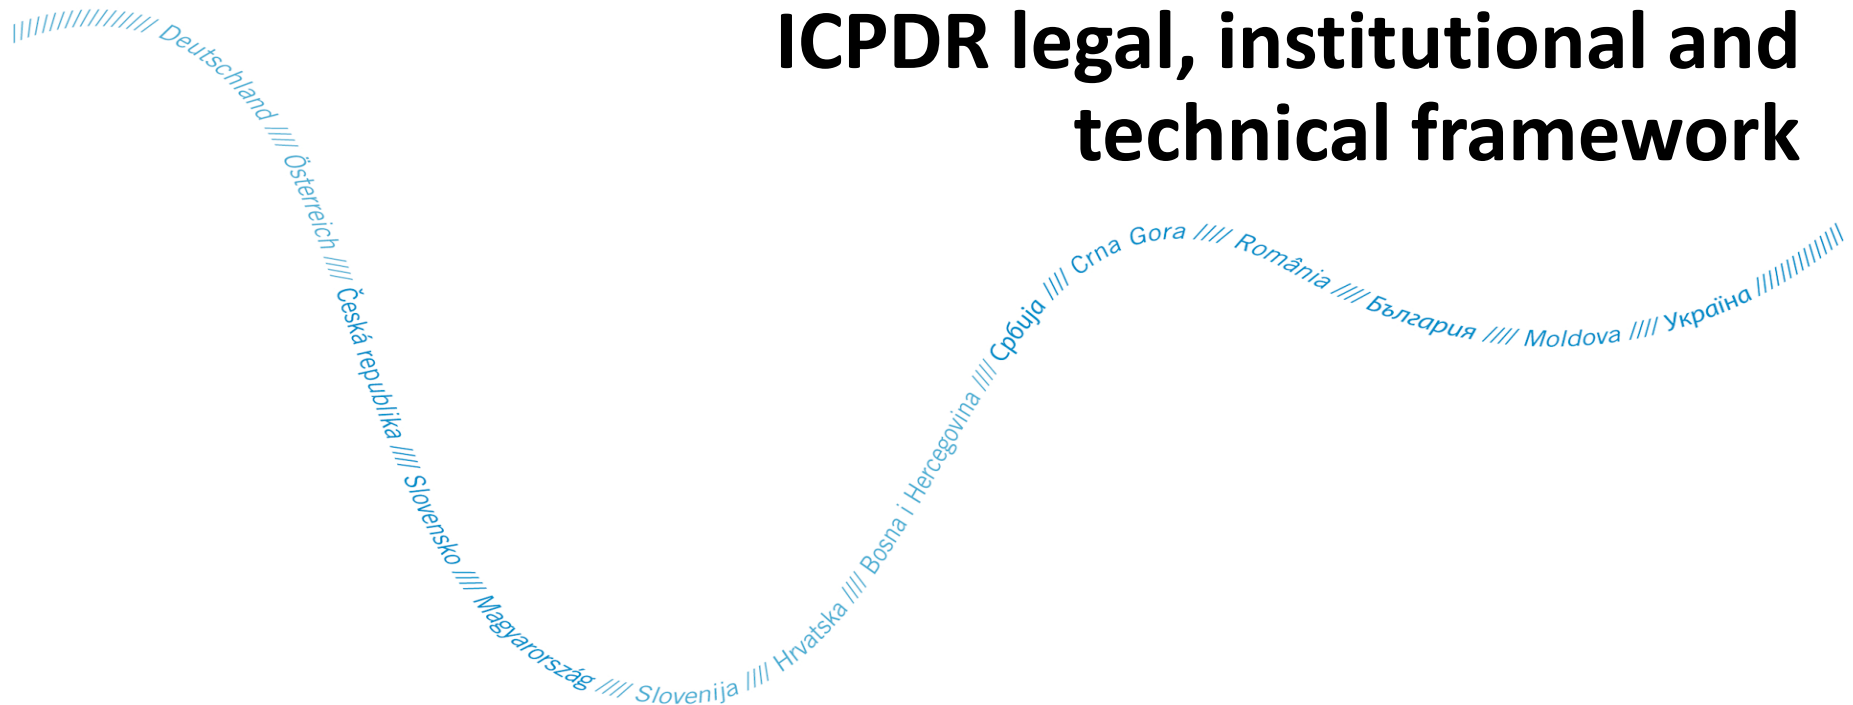 ICPDR legal, institutional and
technical framework
///////////////// Deutschland //// Österreich //// Česká republika //// Slovensko //// Magyarország //// Slovenija //// Hrvatska //// Bosna i Hercegovina //// Србија //// Crna Gora //// România //// България //// Moldova //// Україна //////////////